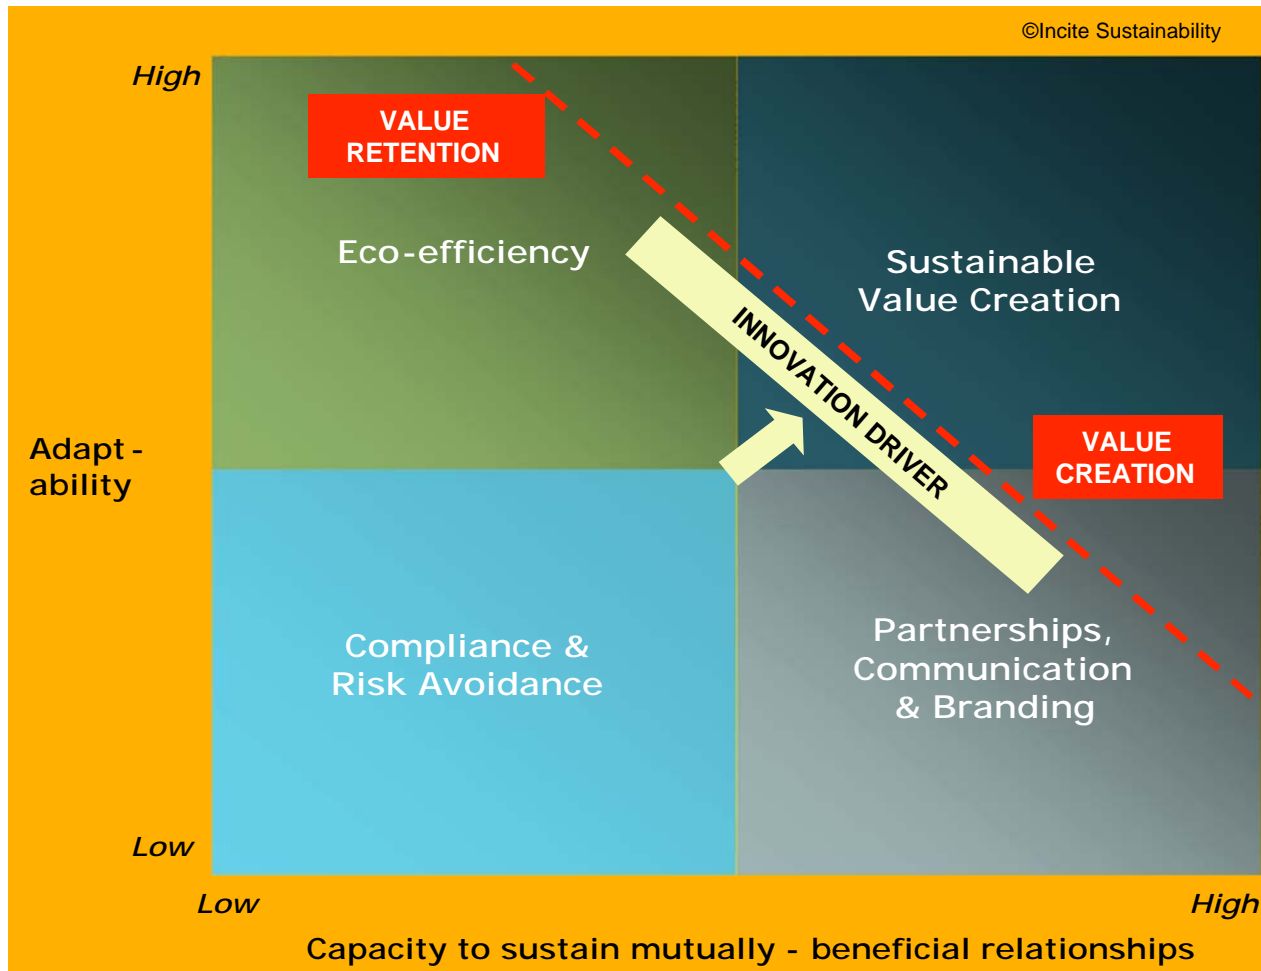 ©Incite Sustainability
High
VALUE
RETENTION
Eco-efficiency
Sustainable
Value Creation
INNOVATION DRIVER
Adapt -
ability
VALUE
CREATION
Compliance &
Risk Avoidance
Partnerships,
Communication
& Branding
Low
Low
High
Capacity to sustain mutually - beneficial relationships